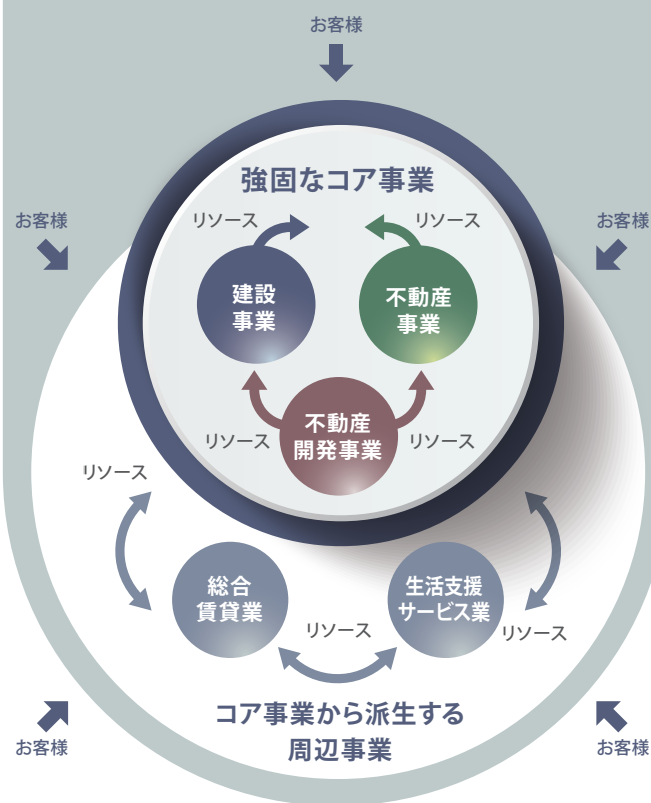 お客様
強固なコア事業
お客様
リソース
リソース
お客様
建設
事業
不動産
事業
不動産
開発事業
リソース
リソース
リソース
総合
賃貸業
生活支援
サービス業
リソース
リソース
コア事業から派生する
周辺事業
お客様
お客様